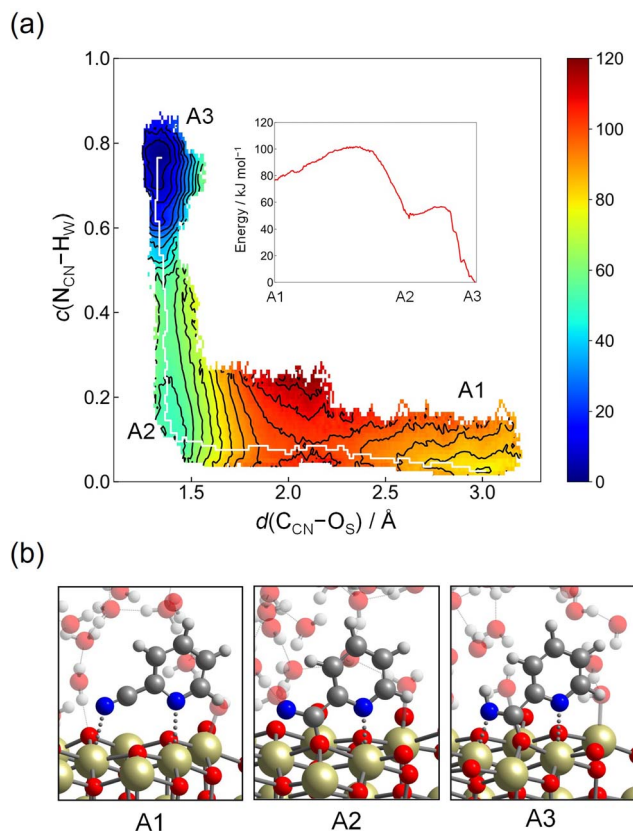 (a)
1.0
0.8
0.6
0.4
0.2
0.0
c(N_CN–H_W)
A3
A2
A1
1.5 2.0 2.5 3.0
d(C_CN–O_S) / Å
120
100
80
60
40
20
0
Energy / kJ mol⁻¹
A1 A2 A3
120
100
80
60
40
20
0
(b)
A1 A2 A3